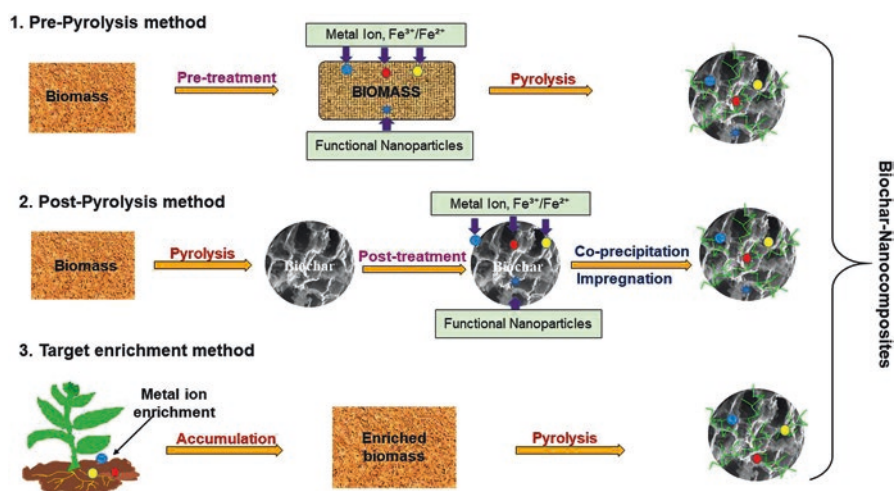 1. Pre-Pyrolysis method
Metal Ion, Fe³⁺/Fe²⁺
Biomass
Pre-treatment
BIOMASS
Pyrolysis
Functional Nanoparticles
2. Post-Pyrolysis method
Metal Ion, Fe³⁺/Fe²⁺
Biomass
Pyrolysis
Biochar
Post-treatment
Biochar
Co-precipitation
Impregnation
Functional Nanoparticles
3. Target enrichment method
Metal ion
enrichment
Accumulation
Enriched
biomass
Pyrolysis
Biochar-Nanocomposites